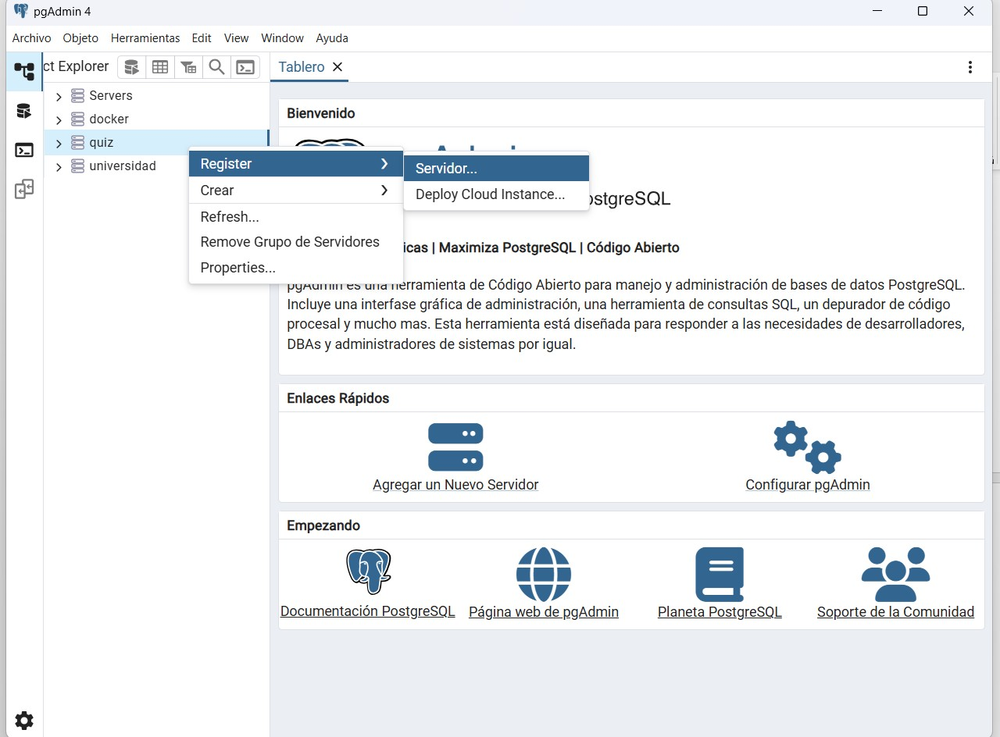 pgAdmin 4
Archivo Objeto Herramientas Edit View Window Ayuda
ct Explorer
Tablero
Servers
docker
quiz
universidad
Register
Crear
Refresh...
Remove Grupo de Servidores
Properties...
Servidor...
Deploy Cloud Instance...
Bienvenido
ostgreSQL
icas | Maximiza PostgreSQL | Código Abierto
pgAdmin es una herramienta de Código Abierto para manejo y administración de bases de datos PostgreSQL.
Incluye una interfase gráfica de administración, una herramienta de consultas SQL, un depurador de código
procesal y mucho mas. Esta herramienta está diseñada para responder a las necesidades de desarrolladores,
DBAs y administradores de sistemas por igual.
Enlaces Rápidos
Agregar un Nuevo Servidor
Configurar pgAdmin
Empezando
Documentación PostgreSQL
Página web de pgAdmin
Planeta PostgreSQL
Soporte de la Comunidad